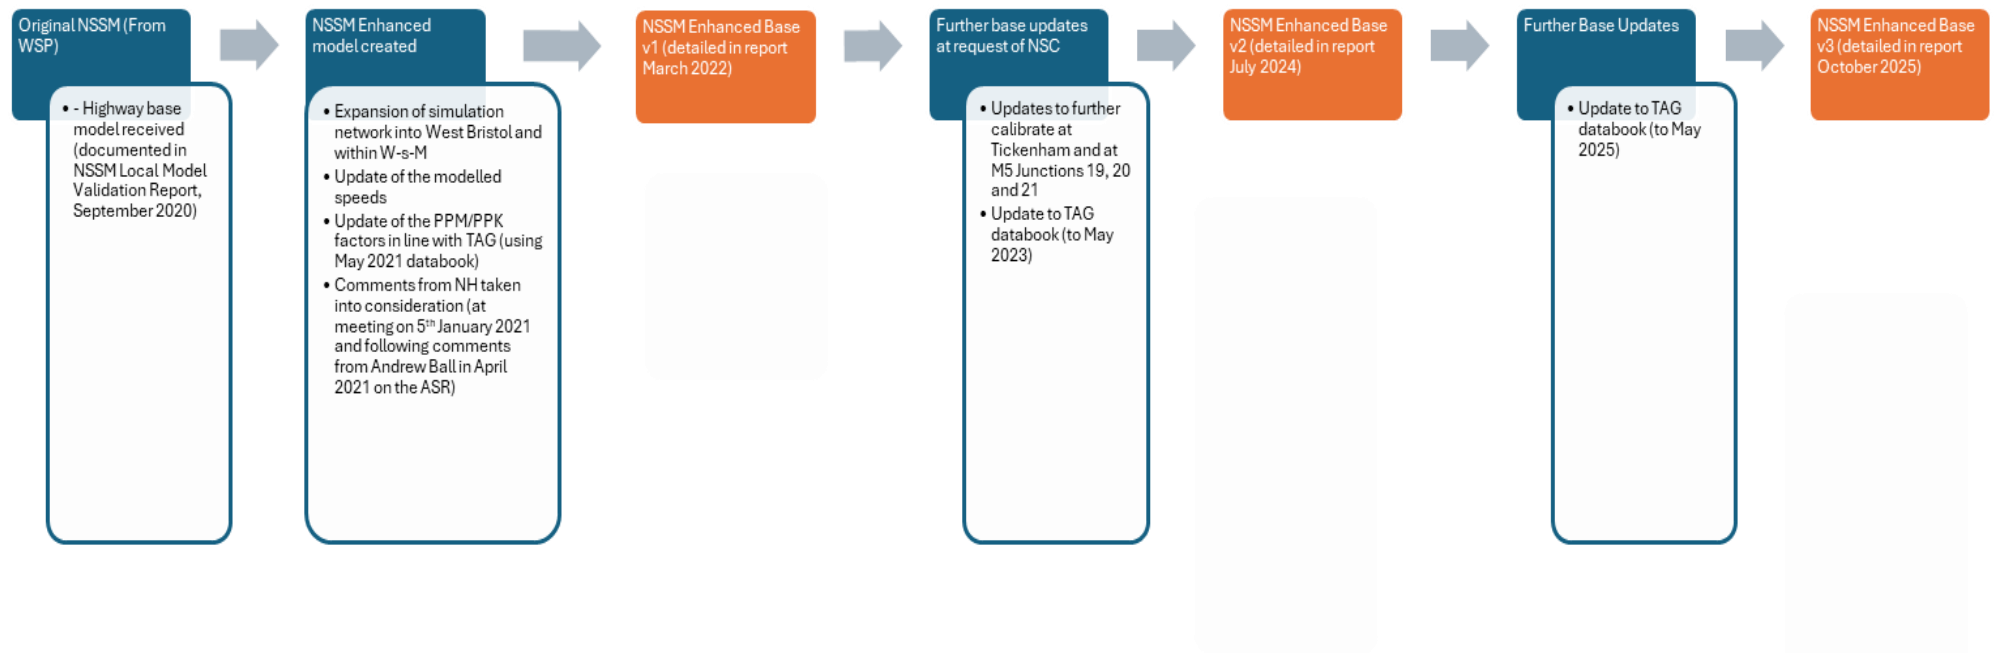 Original NSSM (From
WSP)
• - Highway base
model received
(documented in
NSSM Local Model
Validation Report,
September 2020)
NSSM Enhanced
model created
• Expansion of simulation
network into West Bristol and
within W-s-M
• Update of the modelled
speeds
• Update of the PPM/PPK
factors in line with TAG (using
May 2021 databook)
• Comments from NH taken
into consideration (at
meeting on 5th January 2021
and following comments
from Andrew Ball in April
2021 on the ASR)
NSSM Enhanced Base
v1 (detailed in report
March 2022)
Further base updates
at request of NSC
• Updates to further
calibrate at
Tickenham and at
M5 Junctions 19, 20
and 21
• Update to TAG
databook (to May
2023)
NSSM Enhanced Base
v2 (detailed in report
July 2024)
Further Base Updates
• Update to TAG
databook (to May
2025)
NSSM Enhanced Base
v3 (detailed in report
October 2025)